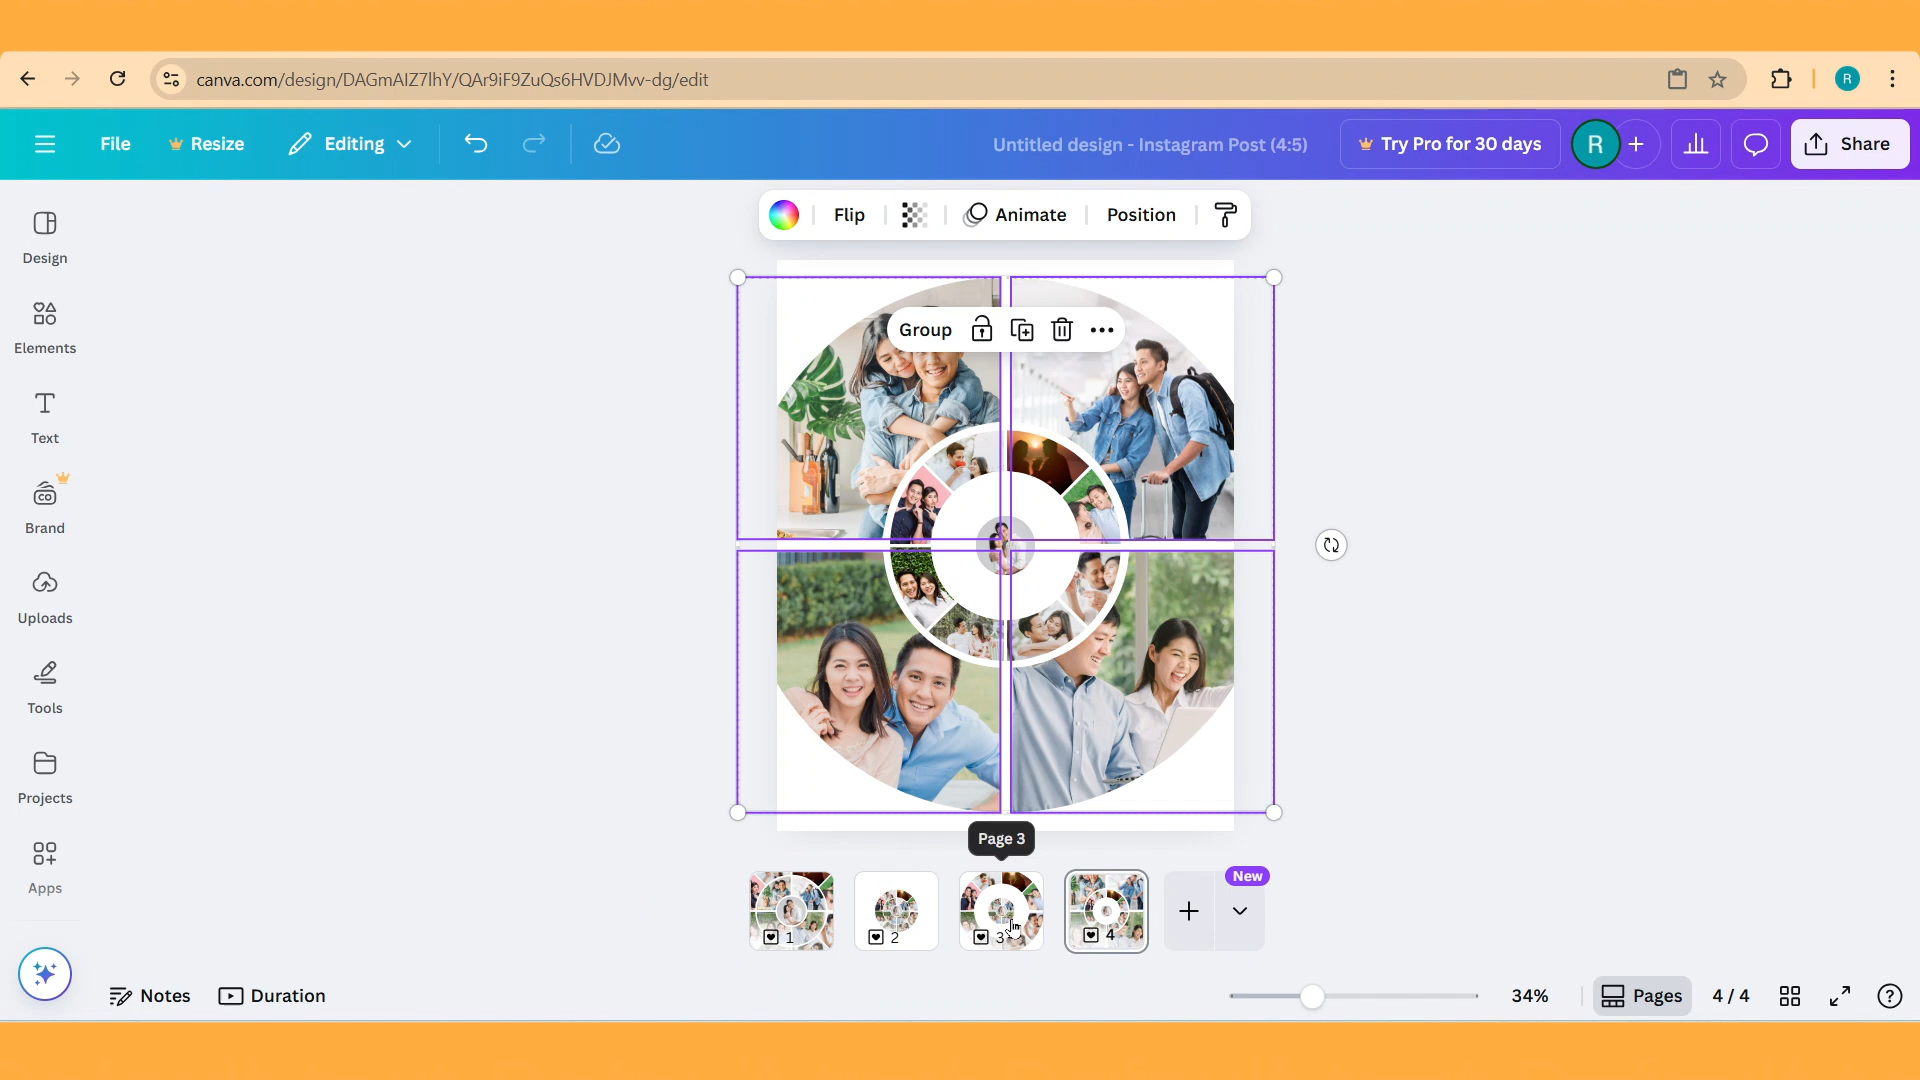 canva.com/design/DAGmAIZ7lhY/QAr9iF9ZuQs6HVDJMvv-dg/edit
R
File
Resize
Editing
Untitled design - Instagram Post (4:5)
Try Pro for 30 days
R
Share
Flip
Animate
Position
Design
Elements
Text
Brand
Uploads
Tools
Projects
Apps
Group
Page 3
1
2
3
4
New
Notes
Duration
34%
Pages
4 / 4